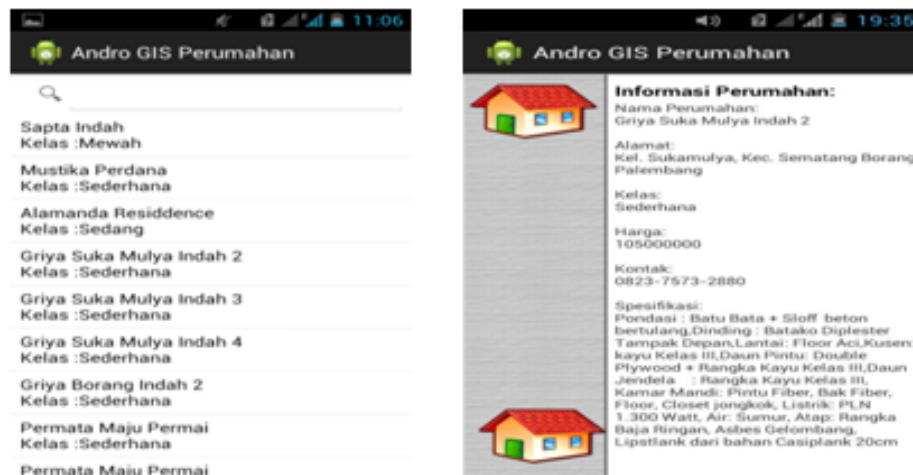 11:06
Andro GIS Perumahan
Sapta Indah
Kelas :Mewah
Mustika Perdana
Kelas :Sederhana
Alamanda Residdence
Kelas :Sedang
Griya Suka Mulya Indah 2
Kelas :Sederhana
Griya Suka Mulya Indah 3
Kelas :Sederhana
Griya Suka Mulya Indah 4
Kelas :Sederhana
Griya Borang Indah 2
Kelas :Sederhana
Permata Maju Permai
Kelas :Sederhana
Permata Maju Permai
19:35
Andro GIS Perumahan
Informasi Perumahan:
Nama Perumahan:
Griya Suka Mulya Indah 2
Alamat:
Kel. Sukamulya, Kec. Sematang Borang
Palembang
Kelas:
Sederhana
Harga:
105000000
Kontak:
0823-7573-2880
Spesifikasi:
Pondasi : Batu Bata + Sloff beton
bertulang,Dinding : Batako Diplester
Tampak Depan,Lantai: Floor Aci,Kusen:
kayu Kelas III,Daun Pintu: Double
Plywood + Rangka Kayu Kelas III,Daun
Jendela : Rangka Kayu Kelas III,
Kamar Mandi: Pintu Fiber, Bak Fiber,
Floor, Closet jongkok, Listrik: PLN
1.300 Watt, Air: Sumur, Atap: Rangka
Baja Ringan, Asbes Gelombang,
Lipstlank dari bahan Casiplank 20cm